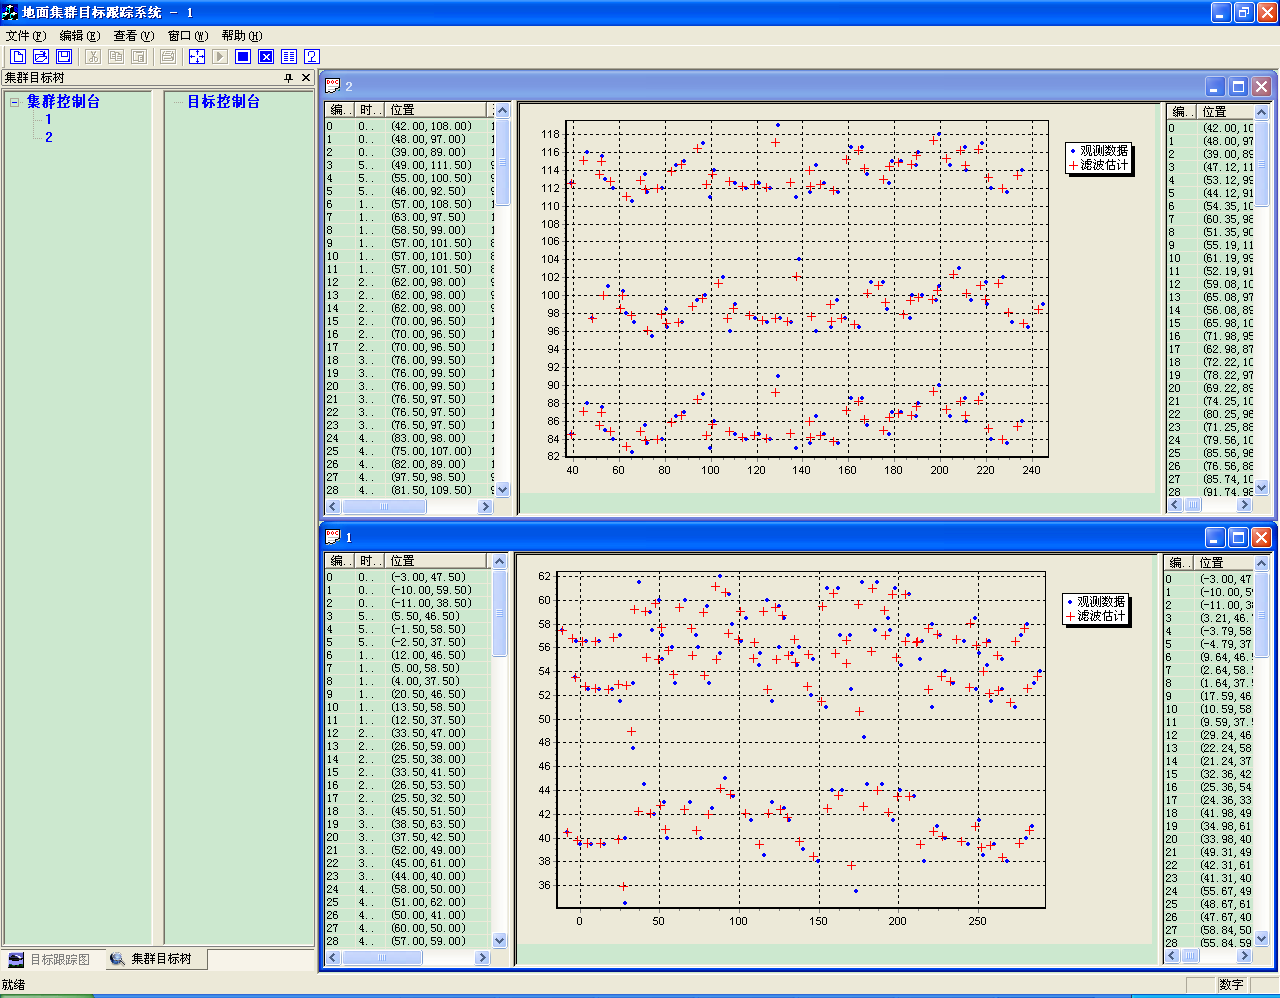 地面集群目标跟踪系统 - 1
文件(F) 编辑(E) 查看(V) 窗口(W) 帮助(H)
集群目标树
集群控制台
1
2
目标控制台
目标跟踪图 集群目标树
就绪
数字
2
编.. 时.. 位置
0 0.. (42.00,108.00) 1
1 0.. (48.00,97.00) 1
2 0.. (39.00,89.00) 1
3 5.. (49.00,111.50) 9
4 5.. (55.00,100.50) 9
5 5.. (46.00,92.50) 9
6 1.. (57.00,108.50) 1
7 1.. (63.00,97.50) 1
8 1.. (58.50,99.00) 1
9 1.. (57.00,101.50) 8
10 1.. (57.00,101.50) 8
11 1.. (57.00,101.50) 8
12 2.. (62.00,98.00) 1
13 2.. (62.00,98.00) 1
14 2.. (62.00,98.00) 1
15 2.. (70.00,96.50) 1
16 2.. (70.00,96.50) 1
17 2.. (70.00,96.50) 1
18 3.. (76.00,99.50) 1
19 3.. (76.00,99.50) 1
20 3.. (76.00,99.50) 1
21 3.. (76.50,97.50) 1
22 3.. (76.50,97.50) 1
23 3.. (76.50,97.50) 1
24 4.. (83.00,98.00) 1
25 4.. (75.00,107.00) 1
26 4.. (82.00,89.00) 1
27 4.. (97.50,98.50) 9
28 4.. (81.50,109.50) 9
118
116
114
112
110
108
106
104
102
100
98
96
94
92
90
88
86
84
82
40 60 80 100 120 140 160 180 200 220 240
观测数据
滤波估计
编.. 位置
0 (42.00,10
1 (48.00,97
2 (39.00,89
3 (47.12,11
4 (53.12,99
5 (44.12,91
6 (54.35,10
7 (60.35,98
8 (51.35,90
9 (55.19,11
10 (61.19,99
11 (52.19,91
12 (59.08,10
13 (65.08,97
14 (56.08,89
15 (65.98,10
16 (71.98,95
17 (62.98,87
18 (72.22,10
19 (78.22,97
20 (69.22,89
21 (74.25,10
22 (80.25,96
23 (71.25,88
24 (79.56,10
25 (85.56,96
26 (76.56,88
27 (85.74,10
28 (91.74,98
1
编.. 时.. 位置
0 0.. (-3.00,47.50)
1 0.. (-10.00,59.50)
2 0.. (-11.00,38.50)
3 5.. (5.50,46.50)
4 5.. (-1.50,58.50)
5 5.. (-2.50,37.50)
6 1.. (12.00,46.50)
7 1.. (5.00,58.50)
8 1.. (4.00,37.50)
9 1.. (20.50,46.50)
10 1.. (13.50,58.50)
11 1.. (12.50,37.50)
12 2.. (33.50,47.00)
13 2.. (26.50,59.00)
14 2.. (25.50,38.00)
15 2.. (33.50,41.50)
16 2.. (26.50,53.50)
17 2.. (25.50,32.50)
18 3.. (45.50,51.50)
19 3.. (38.50,63.50)
20 3.. (37.50,42.50)
21 3.. (52.00,49.00)
22 3.. (45.00,61.00)
23 3.. (44.00,40.00)
24 4.. (58.00,50.00)
25 4.. (51.00,62.00)
26 4.. (50.00,41.00)
27 4.. (60.00,50.00)
28 4.. (57.00,59.00)
62
60
58
56
54
52
50
48
46
44
42
40
38
36
0 50 100 150 200 250
观测数据
滤波估计
编.. 位置
0 (-3.00,47
1 (-10.00,59
2 (-11.00,38
3 (3.21,46.
4 (-3.79,58
5 (-4.79,37
6 (9.64,46.
7 (2.64,58.
8 (1.64,37.
9 (17.59,46
10 (10.59,58
11 (9.59,37.
12 (29.24,46
13 (22.24,58
14 (21.24,37
15 (32.36,42
16 (25.36,54
17 (24.36,33
18 (41.98,49
19 (34.98,61
20 (33.98,40
21 (49.31,49
22 (42.31,61
23 (41.31,40
24 (55.67,49
25 (48.67,61
26 (47.67,40
27 (58.84,50
28 (55.84,59